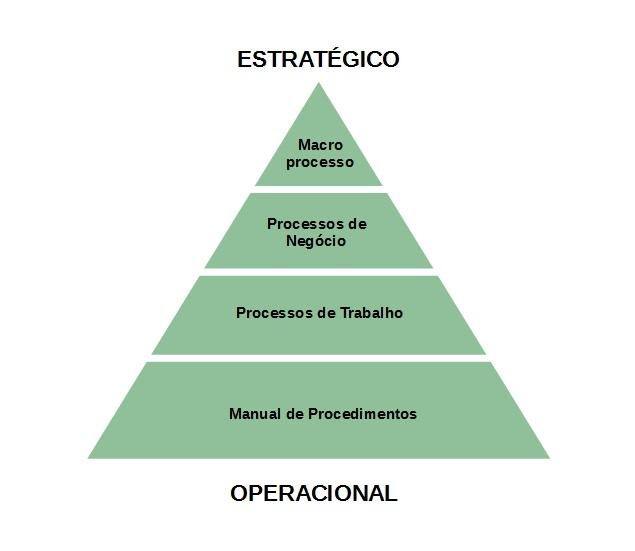 ESTRATÉGICO
Macro
processo
Processos de
Negócio
Processos de Trabalho
Manual de Procedimentos
OPERACIONAL